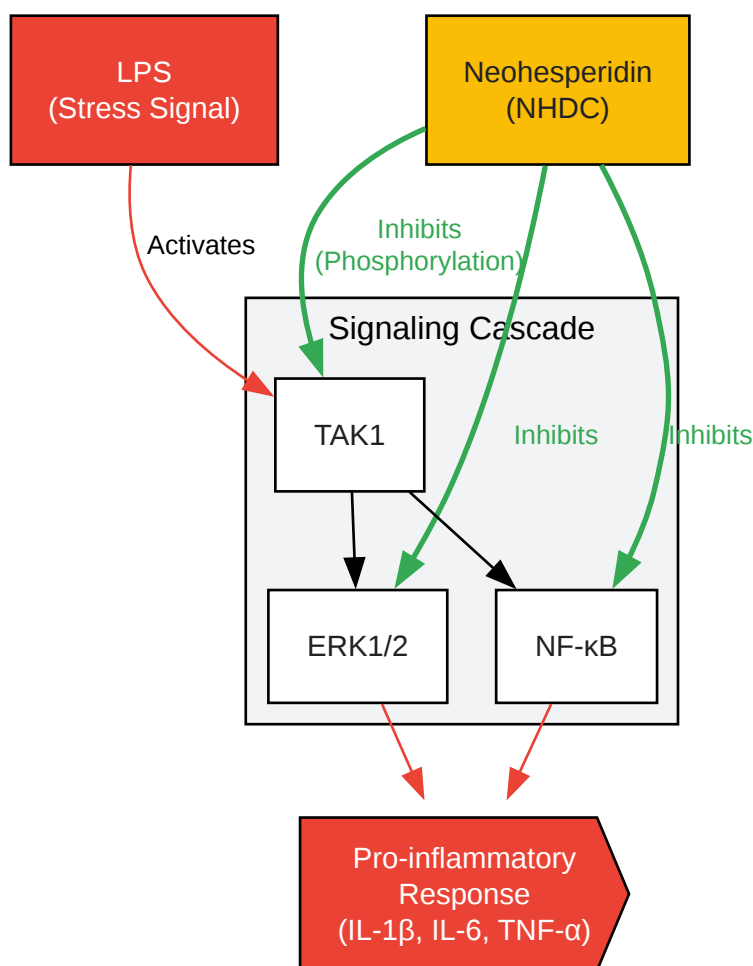 LPS
(Stress Signal)
Neohesperidin
(NHDC)
Activates
Inhibits
(Phosphorylation)
Signaling Cascade
TAK1
Inhibits
Inhibits
ERK1/2
NF-κB
Pro-inflammatory
Response
(IL-1β, IL-6, TNF-α)